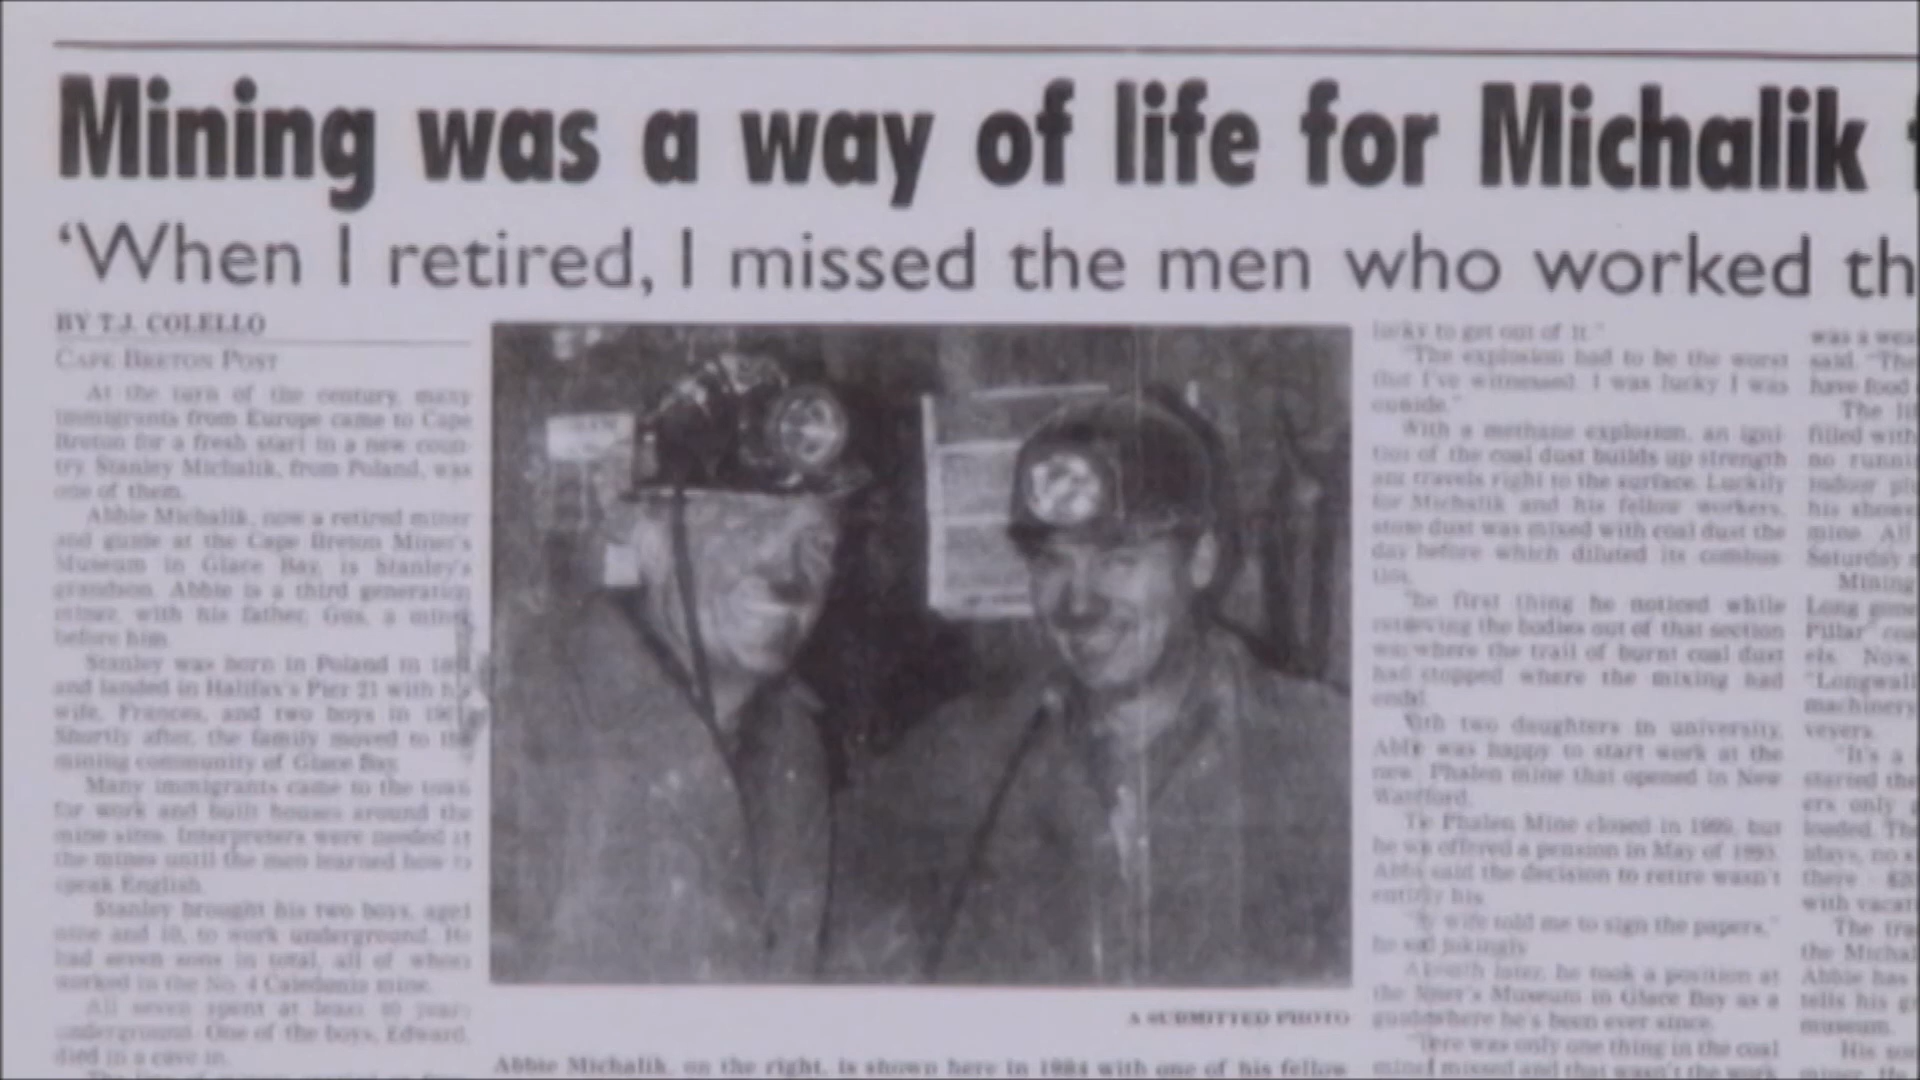 Mining was a way of life for Michalik
‘When I retired, I missed the men who worked th
BY T.J. COLELLO
CAPE BRETON POST
At the turn of the century, many
immigrants from Europe came to Cape
Breton for a fresh start in a new coun-
try. Stanley Michalik, from Poland, was
one of them.
Abbie Michalik, now a retired miner
and guide at the Cape Breton Miner's
Museum in Glace Bay, is Stanley's
grandson. Abbie is a third generation
miner, with his father, Gus, a miner
before him.
Stanley was born in Poland in
and landed in Halifax's Pier 21 with his
wife, Frances, and two boys in
Shortly after, the family moved to the
mining community of Glace Bay.
Many immigrants came to the town
for work and built houses around the
mine sites. Interpreters were needed at
the mines until the men learned how to
speak English.
Stanley brought his two boys, aged
nine and 10, to work underground. He
had seven sons in total, all of whom
worked in the No. 4 Caledonia mine.
All seven spent at least 40 years
underground. One of the boys, Edward,
died in a cave in.
A SUBMITTED PHOTO
Abbie Michalik, on the right, is shown here in 1984 with one of his fellow
lucky to get out of it."
"The explosion had to be the worst
that I've witnessed. I was lucky I was
outside."
With a methane explosion, an igni-
tion of the coal dust builds up strength
and travels right to the surface. Luckily
for Michalik and his fellow workers,
stone dust was mixed with coal dust the
day before which diluted its combus-
tion.
The first thing he noticed while
retrieving the bodies out of that section
was where the trail of burnt coal dust
had stopped where the mixing had
ended.
With two daughters in university,
Abbie was happy to start work at the
new Phalen mine that opened in New
Waterford.
The Phalen Mine closed in 1999, but
he was offered a pension in May of 1993.
Abbie said the decision to retire wasn't
entirely his.
"My wife told me to sign the papers,"
he said jokingly.
A month later, he took a position at
the Miner's Museum in Glace Bay as a
guide where he's been ever since.
"There was only one thing in the coal
mine I missed and that wasn't the work
was a
said. "The
have food
The
filled with
no
indoor
his
mine. All
Saturday
Mining
Long
Pillar"
els. Now,
"Longwall
machinery
veyors.
"It's a
started the
ers only
loaded. The
idays, no
there
with
The
the Michal
Abbie has
tells his
museum.
His